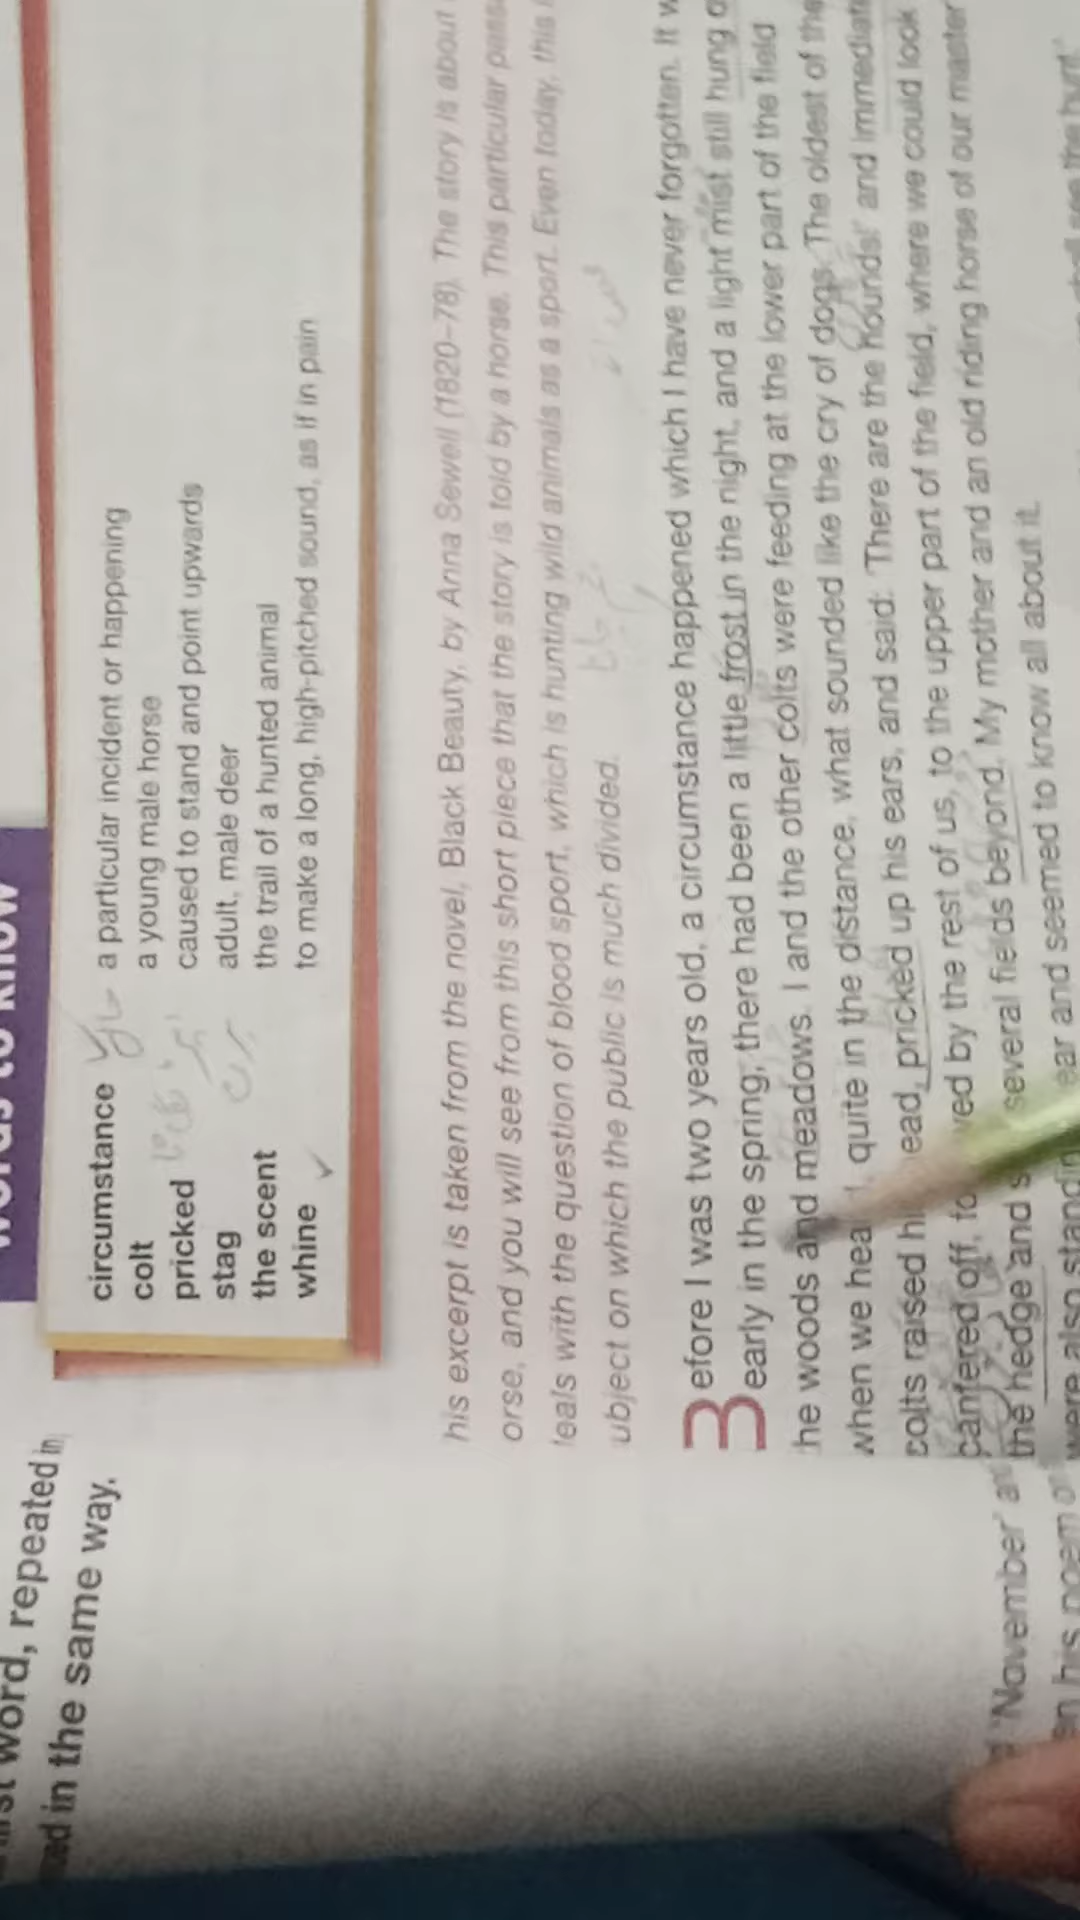 words to know
circumstance a particular incident or happening
colt a young male horse
pricked caused to stand and point upwards
stag adult, male deer
the scent the trail of a hunted animal
whine to make a long, high-pitched sound, as if in pain
his excerpt is taken from the novel, Black Beauty, by Anna Sewell (1820–78). The story is about
orse, and you will see from this short piece that the story is told by a horse. This particular
eals with the question of blood sport, which is hunting wild animals as a sport. Even today, this
ubject on which the public is much divided.
Before I was two years old, a circumstance happened which I have never forgotten. It
early in the spring; there had been a little frost in the night, and a light mist still hung
he woods and meadows. I and the other colts were feeding at the lower part of the field
when we hea quite in the distance, what sounded like the cry of dogs. The oldest of the
colts raised ead, pricked up his ears, and said: 'There are the hounds!' and immedia
cantered off, ved by the rest of us, to the upper part of the field, where we could look
the hedge and several fields beyond. My mother and an old riding horse of our master
were also standin ear and seemed to know all about it.
word, repeated in
in the same way.
'November'
his poem